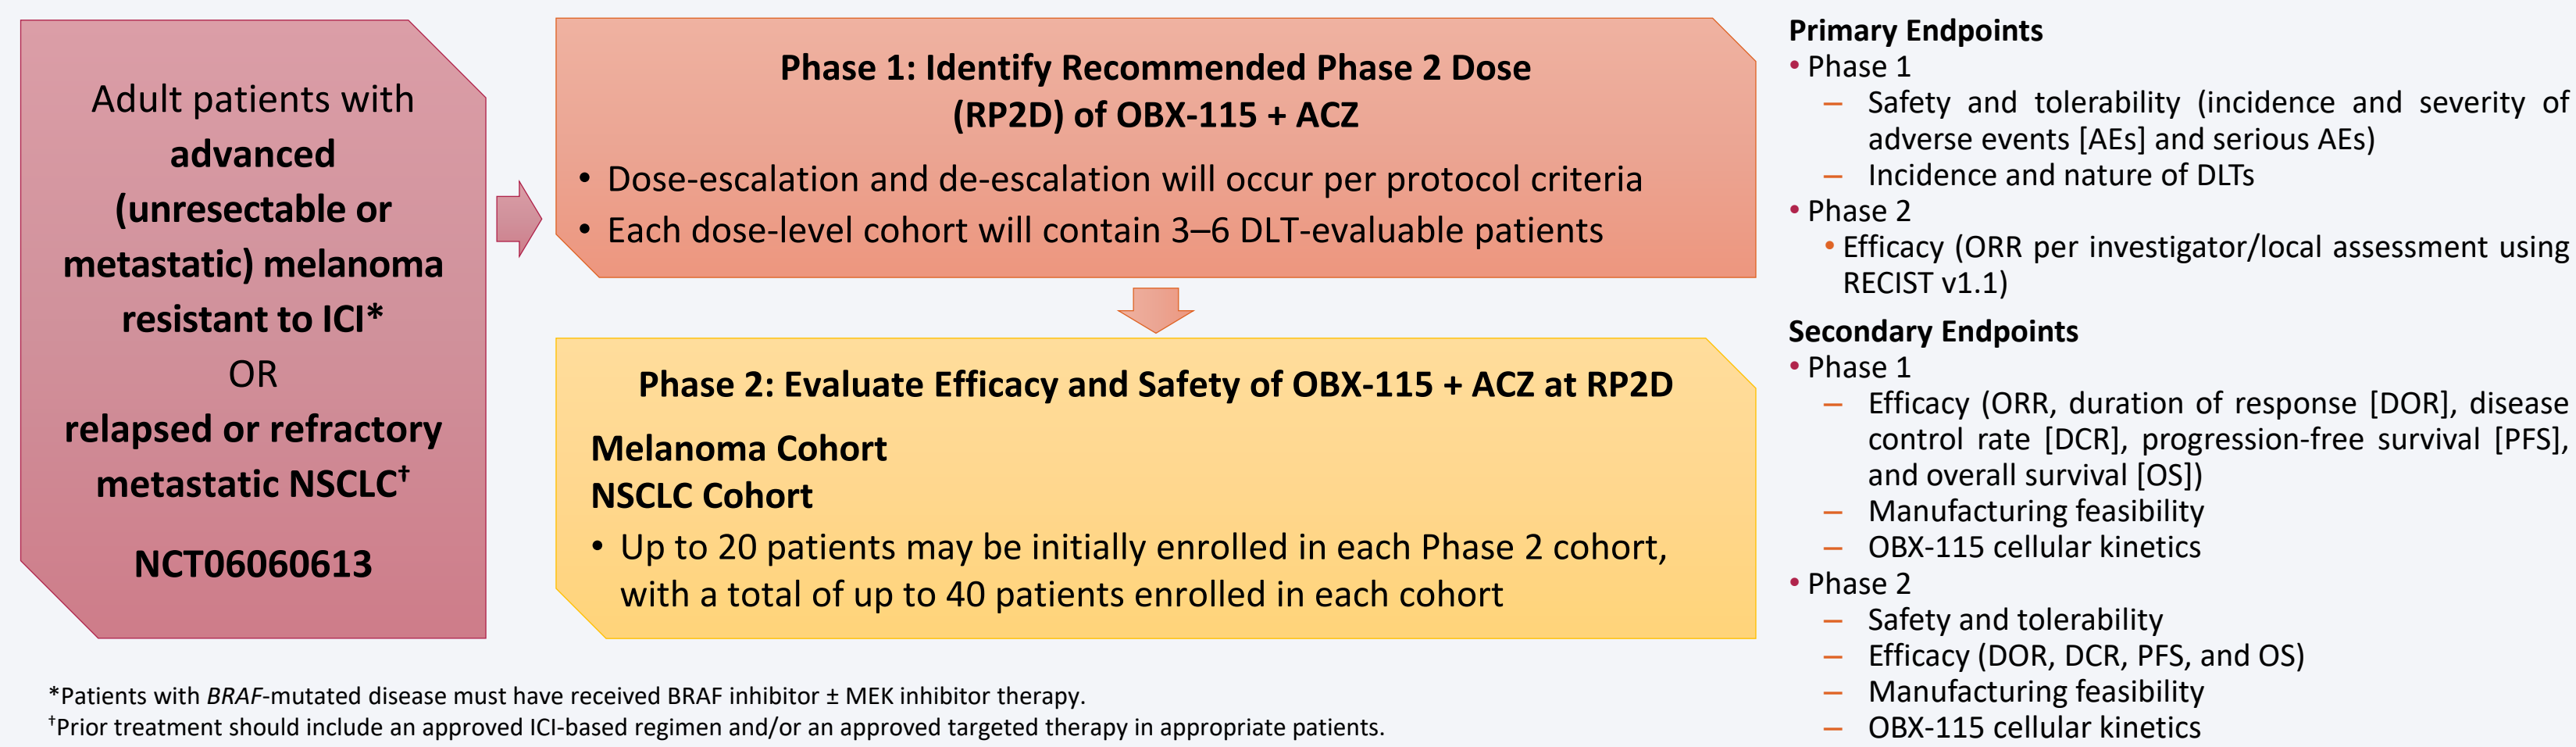 Adult patients with
advanced
(unresectable or
metastatic) melanoma
resistant to ICI*
OR
relapsed or refractory
metastatic NSCLC†
NCT06060613
Phase 1: Identify Recommended Phase 2 Dose
(RP2D) of OBX-115 + ACZ
• Dose-escalation and de-escalation will occur per protocol criteria
• Each dose-level cohort will contain 3–6 DLT-evaluable patients
Phase 2: Evaluate Efficacy and Safety of OBX-115 + ACZ at RP2D
Melanoma Cohort
NSCLC Cohort
• Up to 20 patients may be initially enrolled in each Phase 2 cohort,
with a total of up to 40 patients enrolled in each cohort
*Patients with BRAF-mutated disease must have received BRAF inhibitor ± MEK inhibitor therapy.
†Prior treatment should include an approved ICI-based regimen and/or an approved targeted therapy in appropriate patients.
Primary Endpoints
• Phase 1
– Safety and tolerability (incidence and severity of
adverse events [AEs] and serious AEs)
– Incidence and nature of DLTs
• Phase 2
• Efficacy (ORR per investigator/local assessment using
RECIST v1.1)
Secondary Endpoints
• Phase 1
– Efficacy (ORR, duration of response [DOR], disease
control rate [DCR], progression-free survival [PFS],
and overall survival [OS])
– Manufacturing feasibility
– OBX-115 cellular kinetics
• Phase 2
– Safety and tolerability
– Efficacy (DOR, DCR, PFS, and OS)
– Manufacturing feasibility
– OBX-115 cellular kinetics